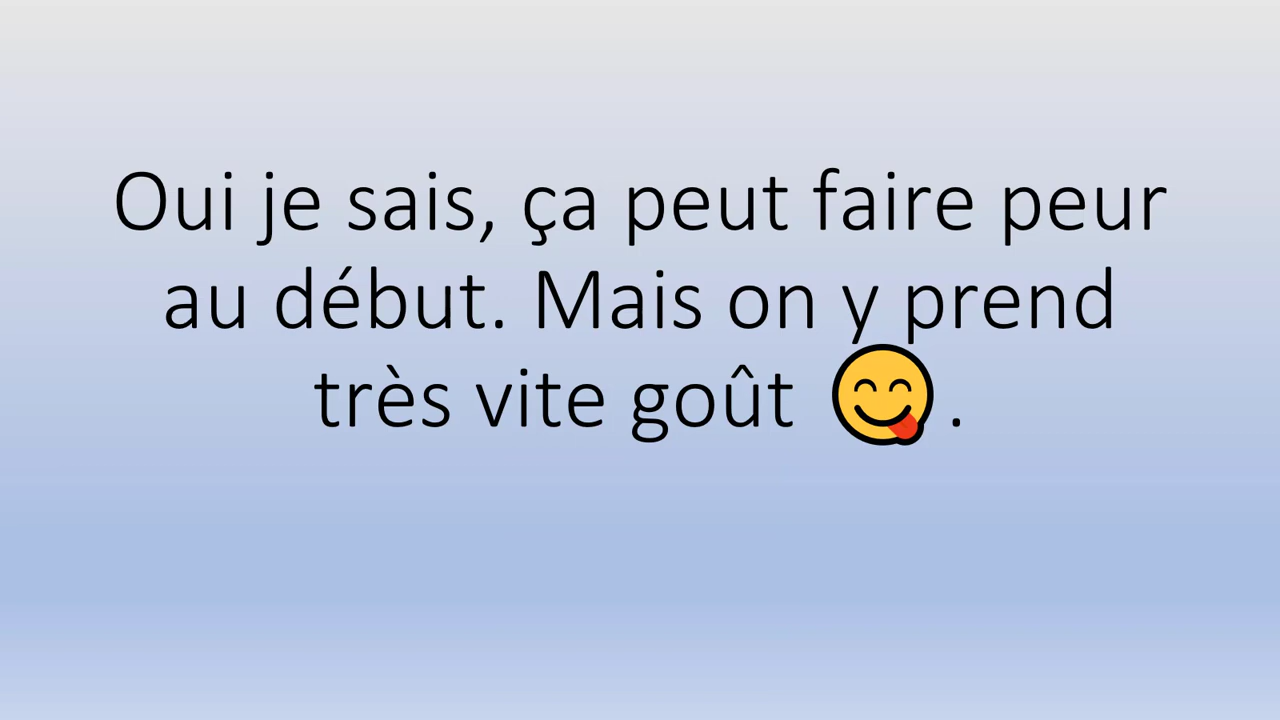 Oui je sais, ça peut faire peur
au début. Mais on y prend
très vite goût 😋.